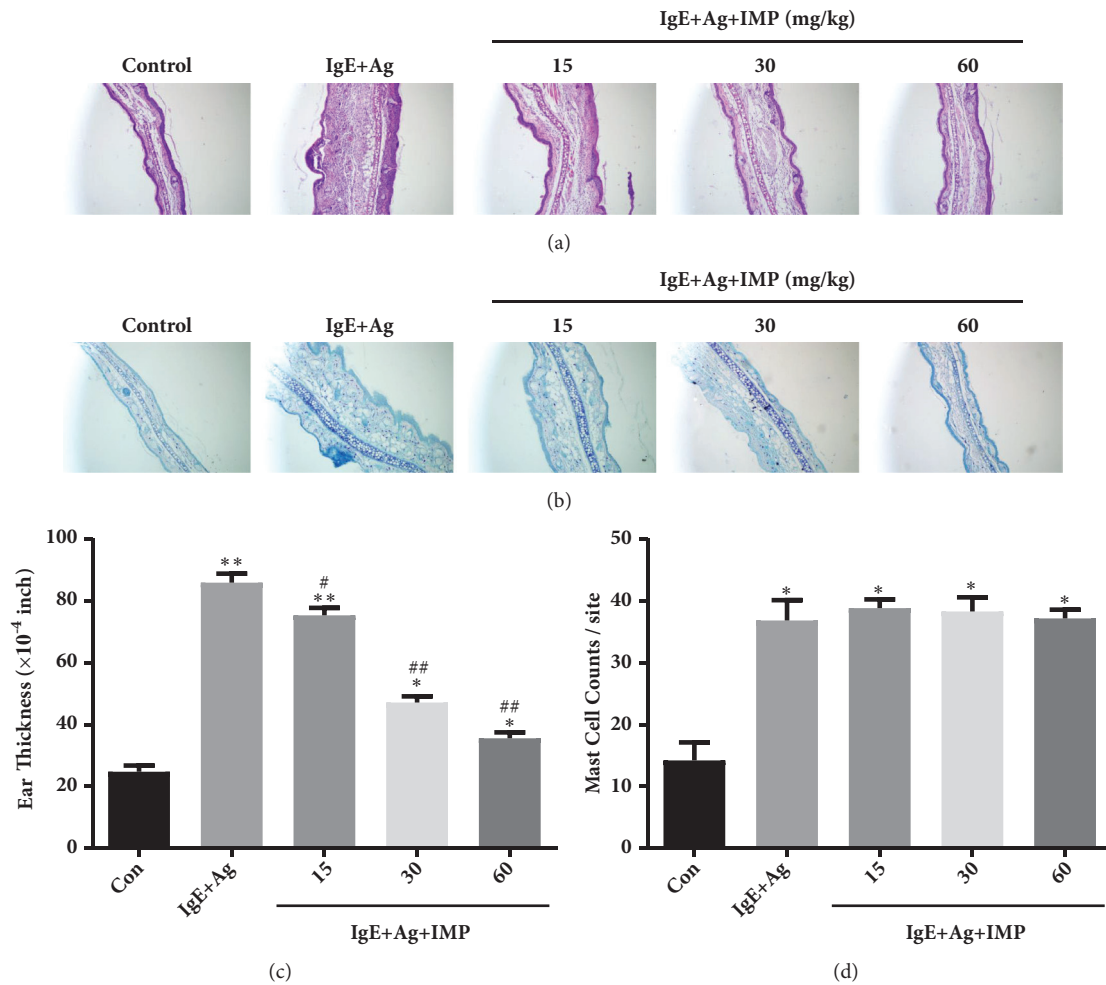 IgE+Ag+IMP (mg/kg)
Control IgE+Ag 15 30 60
(a)
IgE+Ag+IMP (mg/kg)
Control IgE+Ag 15 30 60
(b)
Ear Thickness (×10⁻⁴ inch)
100
80
60
40
20
0
**
#
**
##
*
##
*
Con IgE+Ag 15 30 60
IgE+Ag+IMP
(c)
Mast Cell Counts / site
50
40
30
20
10
0
* * * *
Con IgE+Ag 15 30 60
IgE+Ag+IMP
(d)